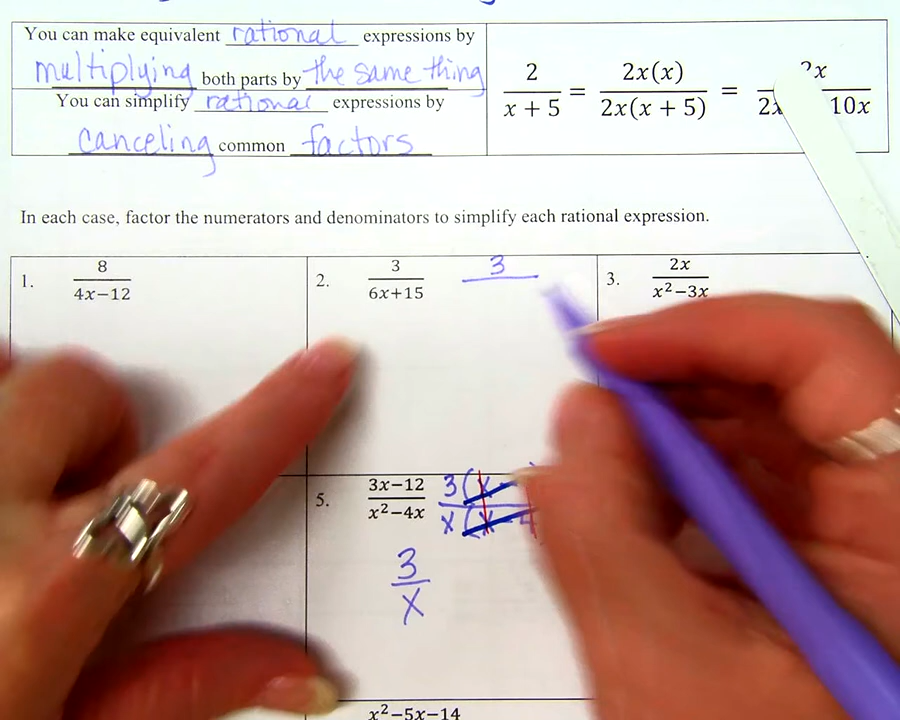 You can make equivalent rational expressions by
multiplying both parts by the same thing
You can simplify rational expressions by
canceling common factors
2/(x + 5) = 2x(x)/(2x(x + 5)) = 10x
In each case, factor the numerators and denominators to simplify each rational expression.
1. 8/(4x−12)
2. 3/(6x+15) 3
3. 2x/(x²−3x)
5. (3x−12)/(x²−4x) 3(x / x(x−4
3/x
x²−5x−14